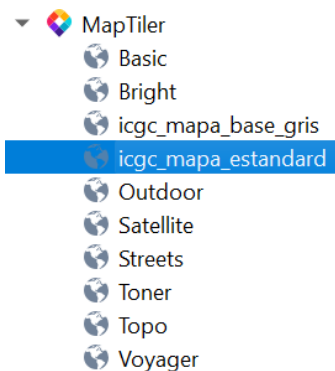 MapTiler
Basic
Bright
icgc_mapa_base_gris
icgc_mapa_estandard
Outdoor
Satellite
Streets
Toner
Topo
Voyager